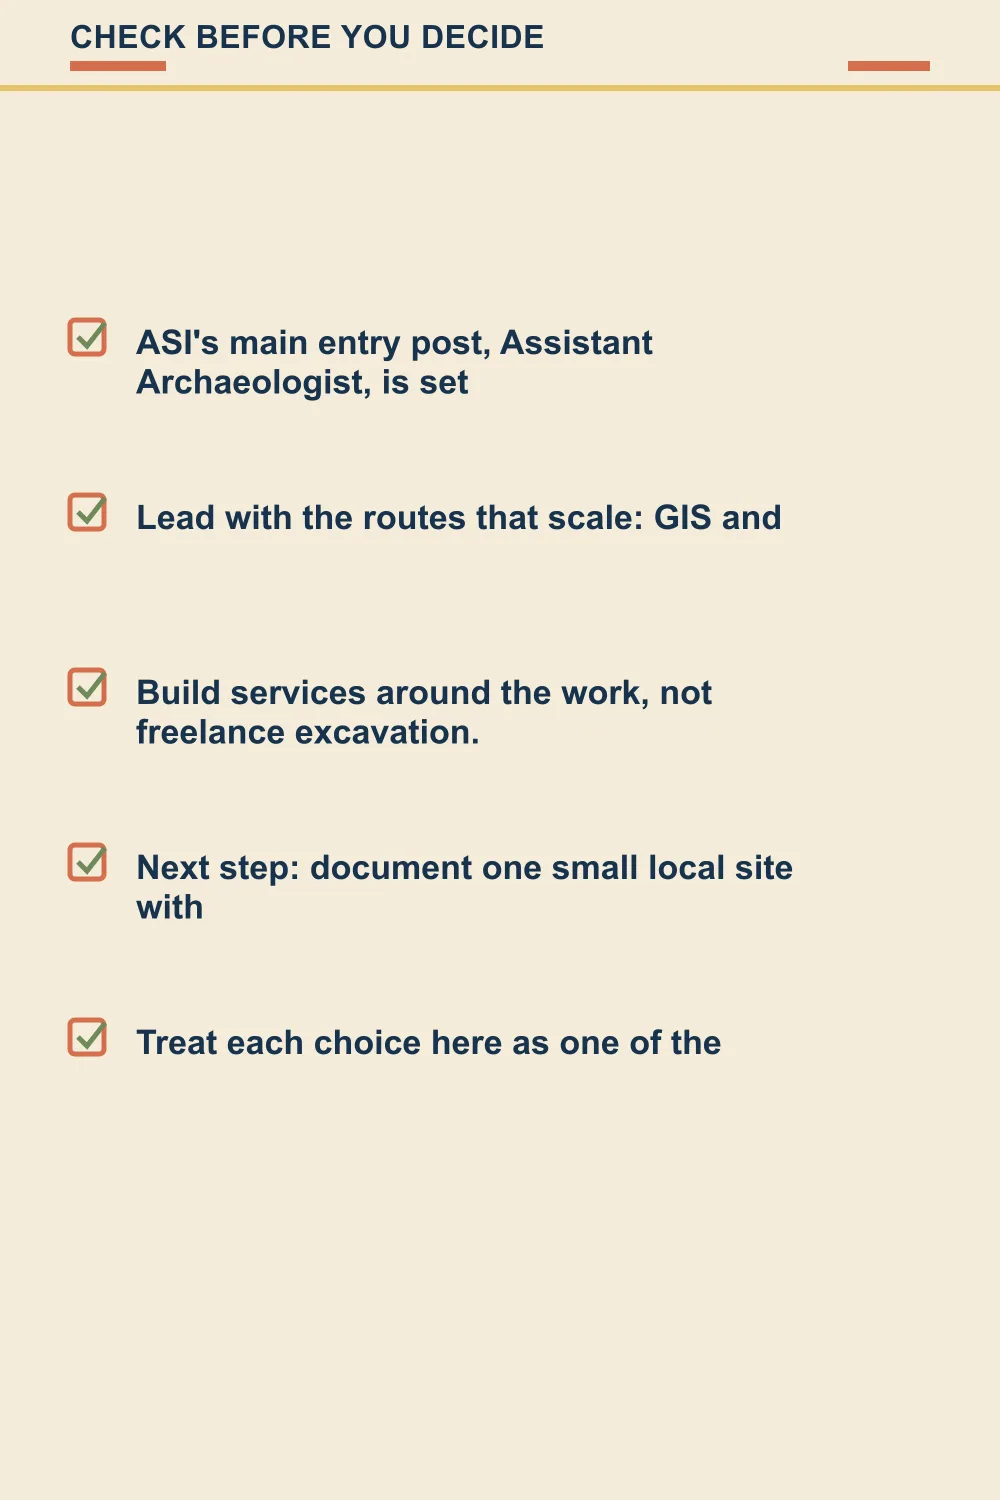 CHECK BEFORE YOU DECIDE
ASI's main entry post, Assistant
Archaeologist, is set
Lead with the routes that scale: GIS and
Build services around the work, not
freelance excavation.
Next step: document one small local site
with
Treat each choice here as one of the